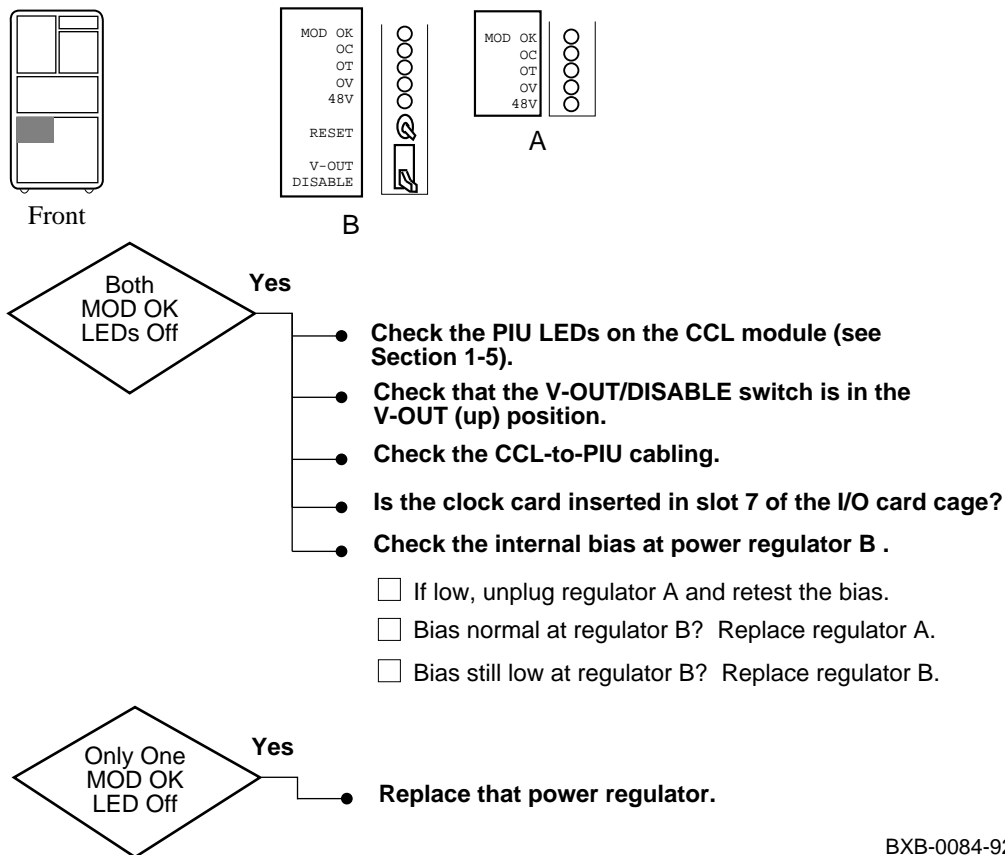 MOD OK
OC
OT
OV
48V
RESET
V-OUT
DISABLE
B
MOD OK
OC
OT
OV
48V
A
Front
Both
MOD OK
LEDs Off
Yes
Check the PIU LEDs on the CCL module (see
Section 1-5).
Check that the V-OUT/DISABLE switch is in the
V-OUT (up) position.
Check the CCL-to-PIU cabling.
Is the clock card inserted in slot 7 of the I/O card cage?
Check the internal bias at power regulator B .
If low, unplug regulator A and retest the bias.
Bias normal at regulator B? Replace regulator A.
Bias still low at regulator B? Replace regulator B.
Only One
MOD OK
LED Off
Yes
Replace that power regulator.
BXB-0084-92